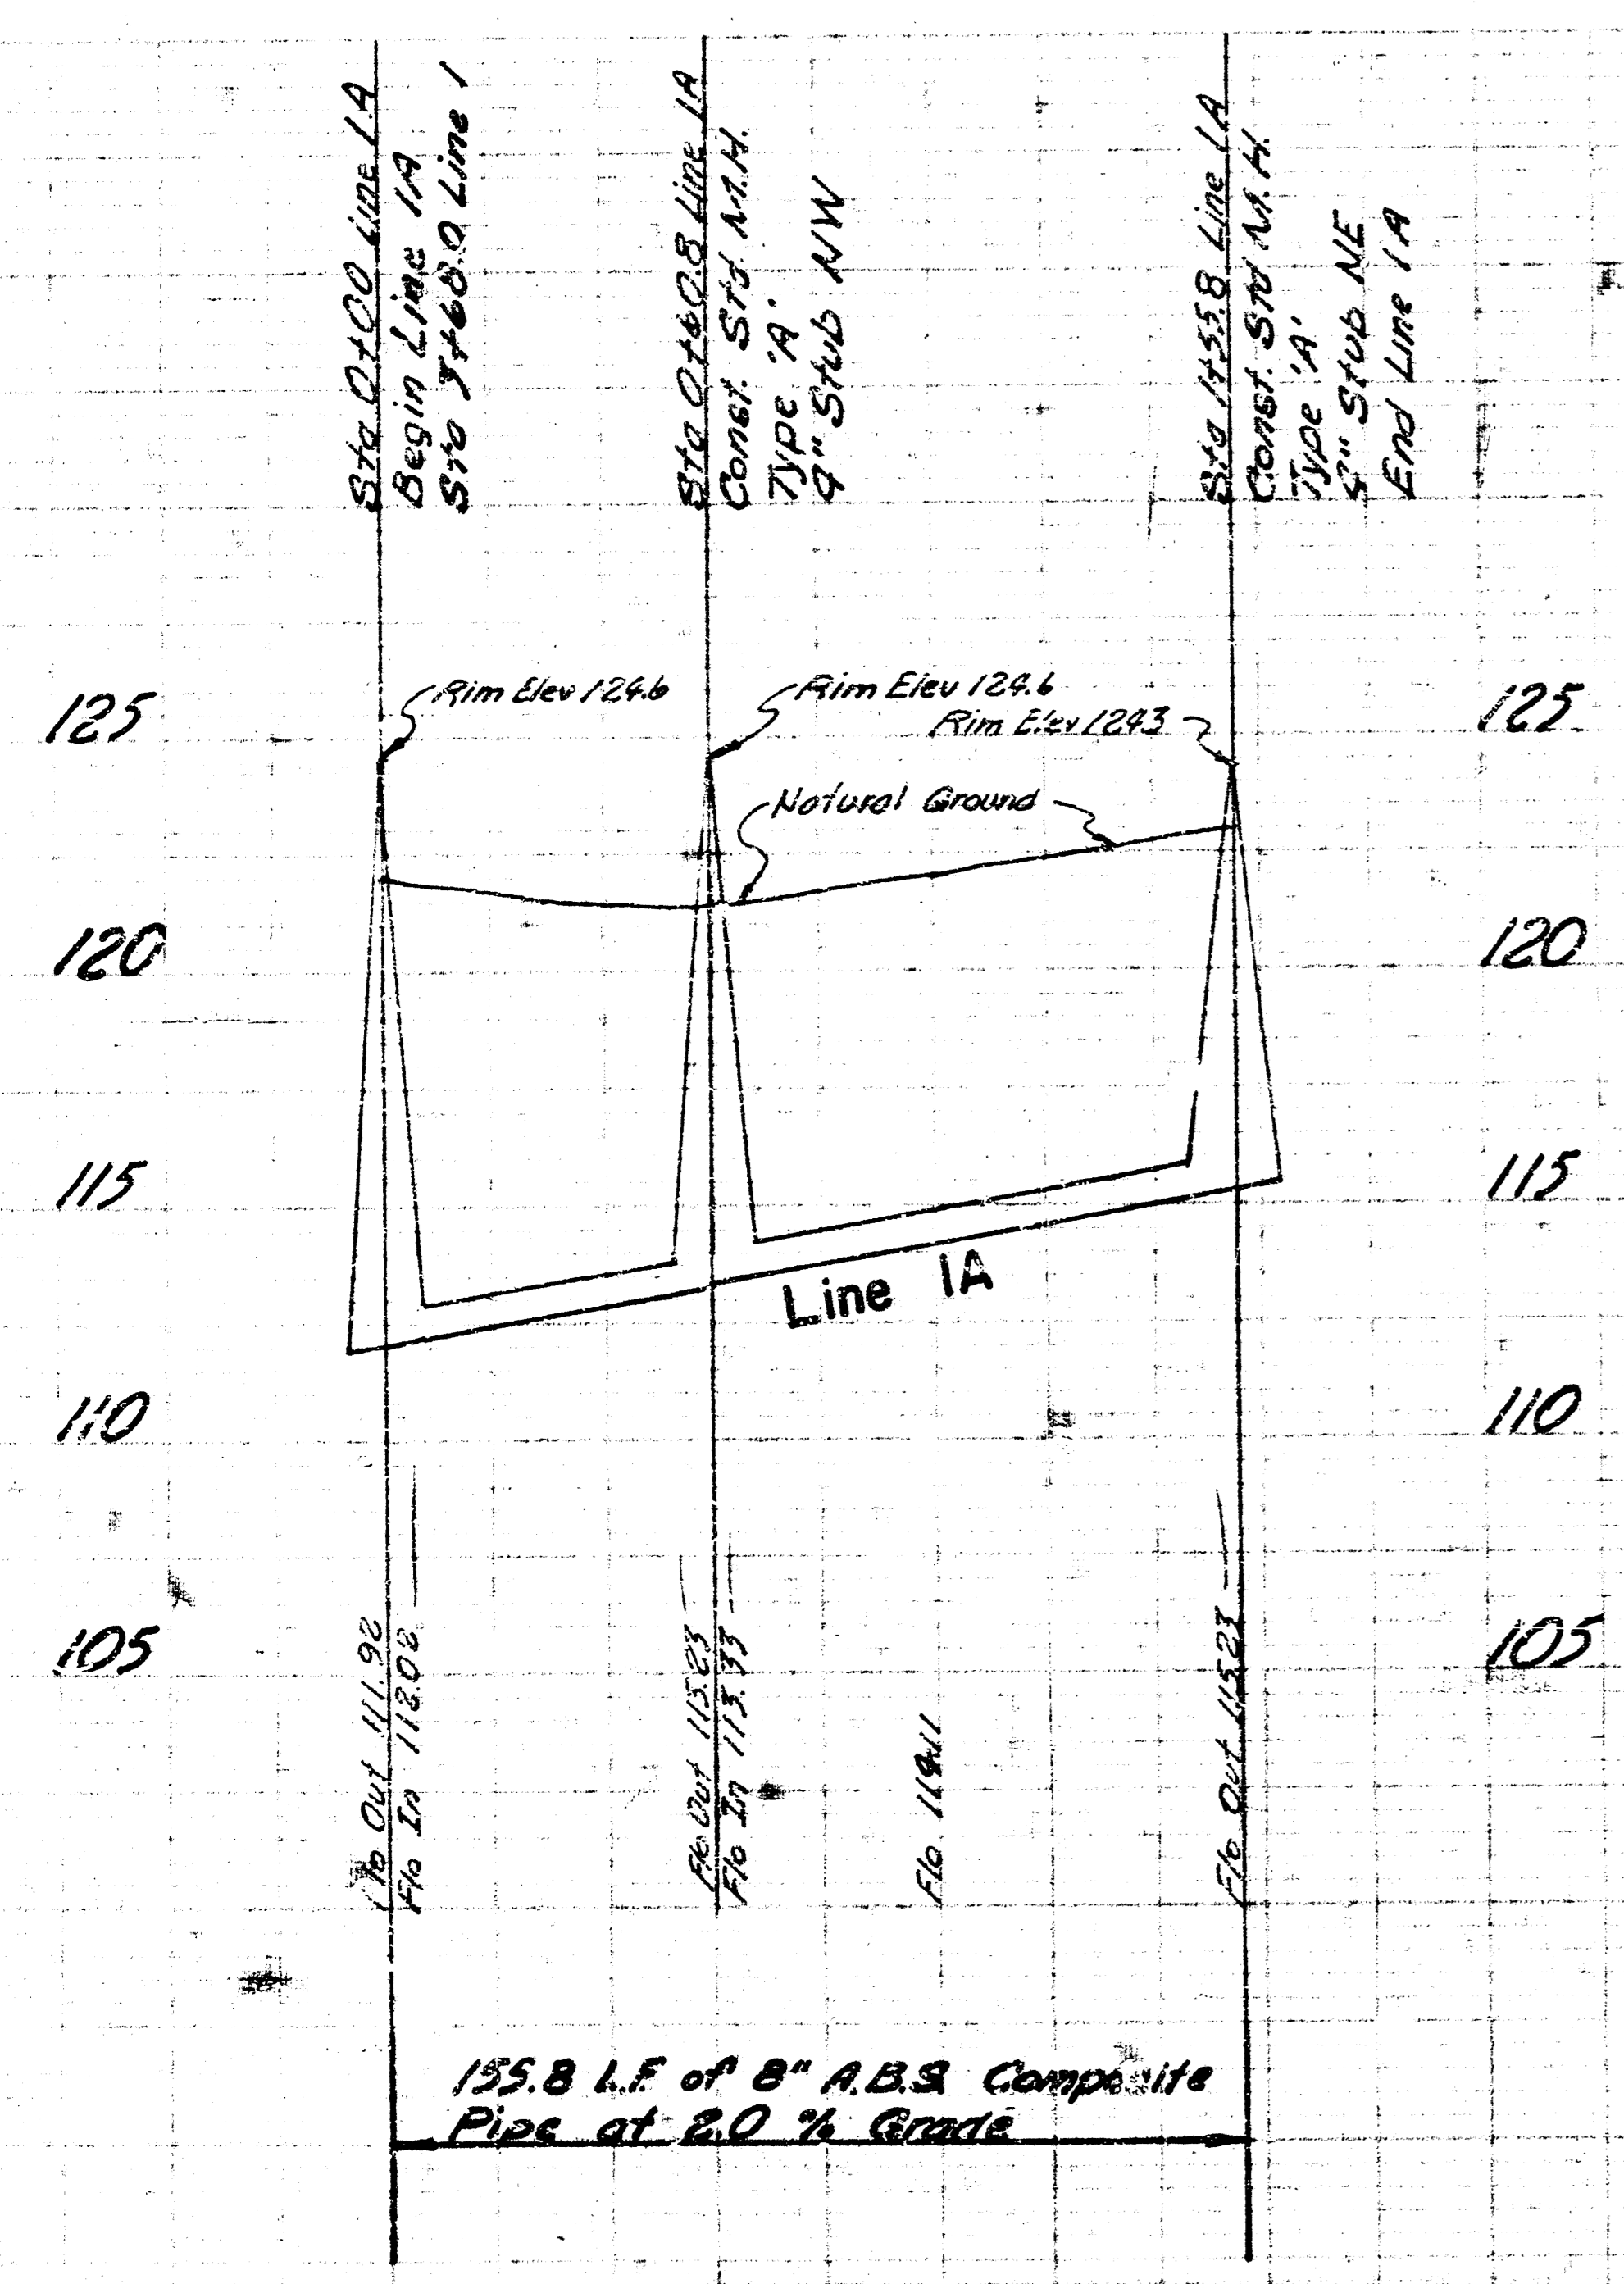 Sta 0+00 Line 1A
Begin Line 1A
Sta 3+68.0 Line 1
Sta 0+60.8 Line 1A
Const. Std M.H.
Type 'A'
4" Stub NW
Sta 1+55.8 Line 1A
Const. Std M.H.
Type 'A'
4" Stub NE
End Line 1A
Rim Elev 124.6
Rim Elev 124.6
Rim Elev 124.3
125
125
Natural Ground
120
120
115
115
Line 1A
110
110
105
105
Flo Out 111.92
Flo In 112.02
Flo Out 113.23
Flo In 113.33
Flo 114.11
Flo Out 115.23
155.8 L.F. of 8" A.B.S. Composite
Pipe at 2.0 % Grade